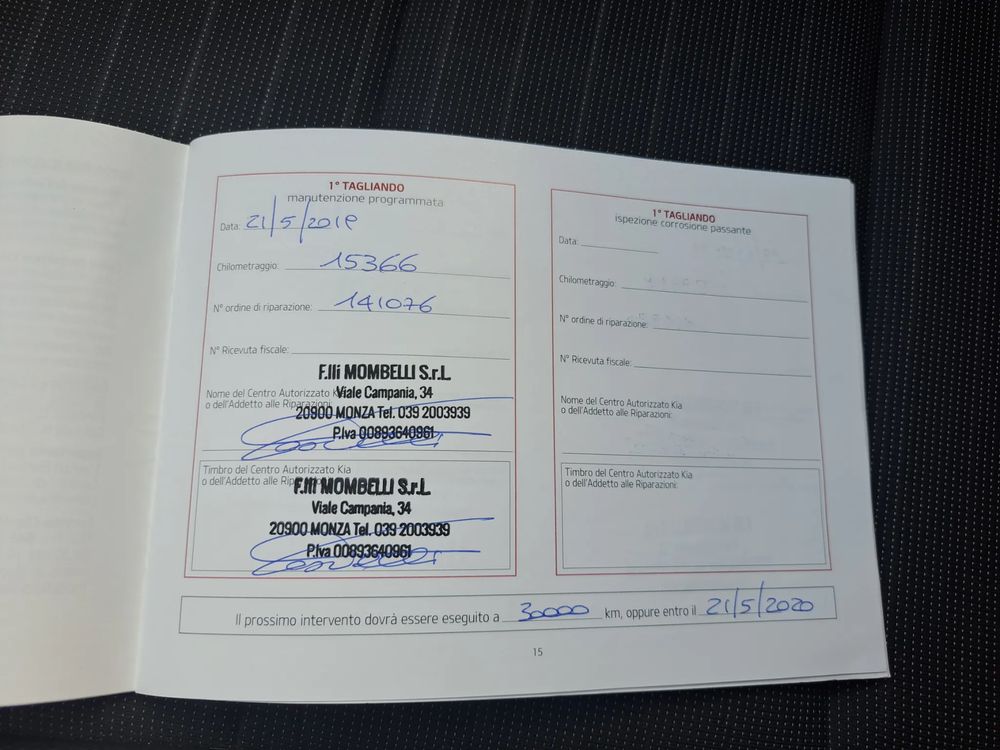 1° TAGLIANDO
manutenzione programmata
Data: 21/5/2019
Chilometraggio: 15366
N° ordine di riparazione: 141076
N° Ricevuta fiscale:
Nome del Centro Autorizzato Kia
o dell'Addetto alle Riparazioni:
F.lli MOMBELLI S.r.L
Viale Campania, 34
20900 MONZA Tel. 039 2003939
P.Iva 00893640961
Timbro del Centro Autorizzato Kia
o dell'Addetto alle Riparazioni:
F.lli MOMBELLI S.r.L
Viale Campania, 34
20900 MONZA Tel. 039 2003939
P.Iva 00893640961
1° TAGLIANDO
ispezione corrosione passante
Data:
Chilometraggio:
N° ordine di riparazione:
N° Ricevuta fiscale:
Nome del Centro Autorizzato Kia
o dell'Addetto alle Riparazioni:
Timbro del Centro Autorizzato Kia
o dell'Addetto alle Riparazioni:
Il prossimo intervento dovrà essere eseguito a 30000 km, oppure entro il 21/5/2020
15